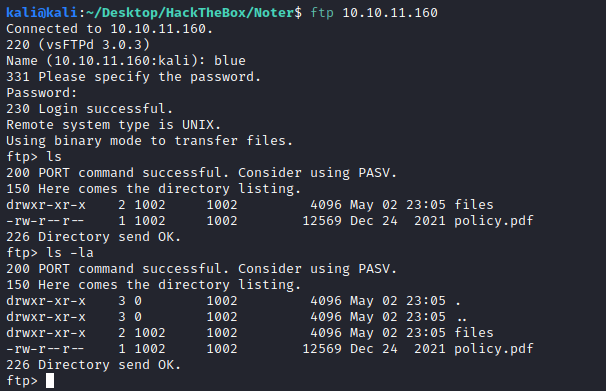 kali@kali:~/Desktop/HackTheBox/Noter$ ftp 10.10.11.160
Connected to 10.10.11.160.
220 (vsFTPd 3.0.3)
Name (10.10.11.160:kali): blue
331 Please specify the password.
Password:
230 Login successful.
Remote system type is UNIX.
Using binary mode to transfer files.
ftp> ls
200 PORT command successful. Consider using PASV.
150 Here comes the directory listing.
drwxr-xr-x    2 1002     1002         4096 May 02 23:05 files
-rw-r--r--    1 1002     1002        12569 Dec 24  2021 policy.pdf
226 Directory send OK.
ftp> ls -la
200 PORT command successful. Consider using PASV.
150 Here comes the directory listing.
drwxr-xr-x    3 0        1002         4096 May 02 23:05 .
drwxr-xr-x    3 0        1002         4096 May 02 23:05 ..
drwxr-xr-x    2 1002     1002         4096 May 02 23:05 files
-rw-r--r--    1 1002     1002        12569 Dec 24  2021 policy.pdf
226 Directory send OK.
ftp>